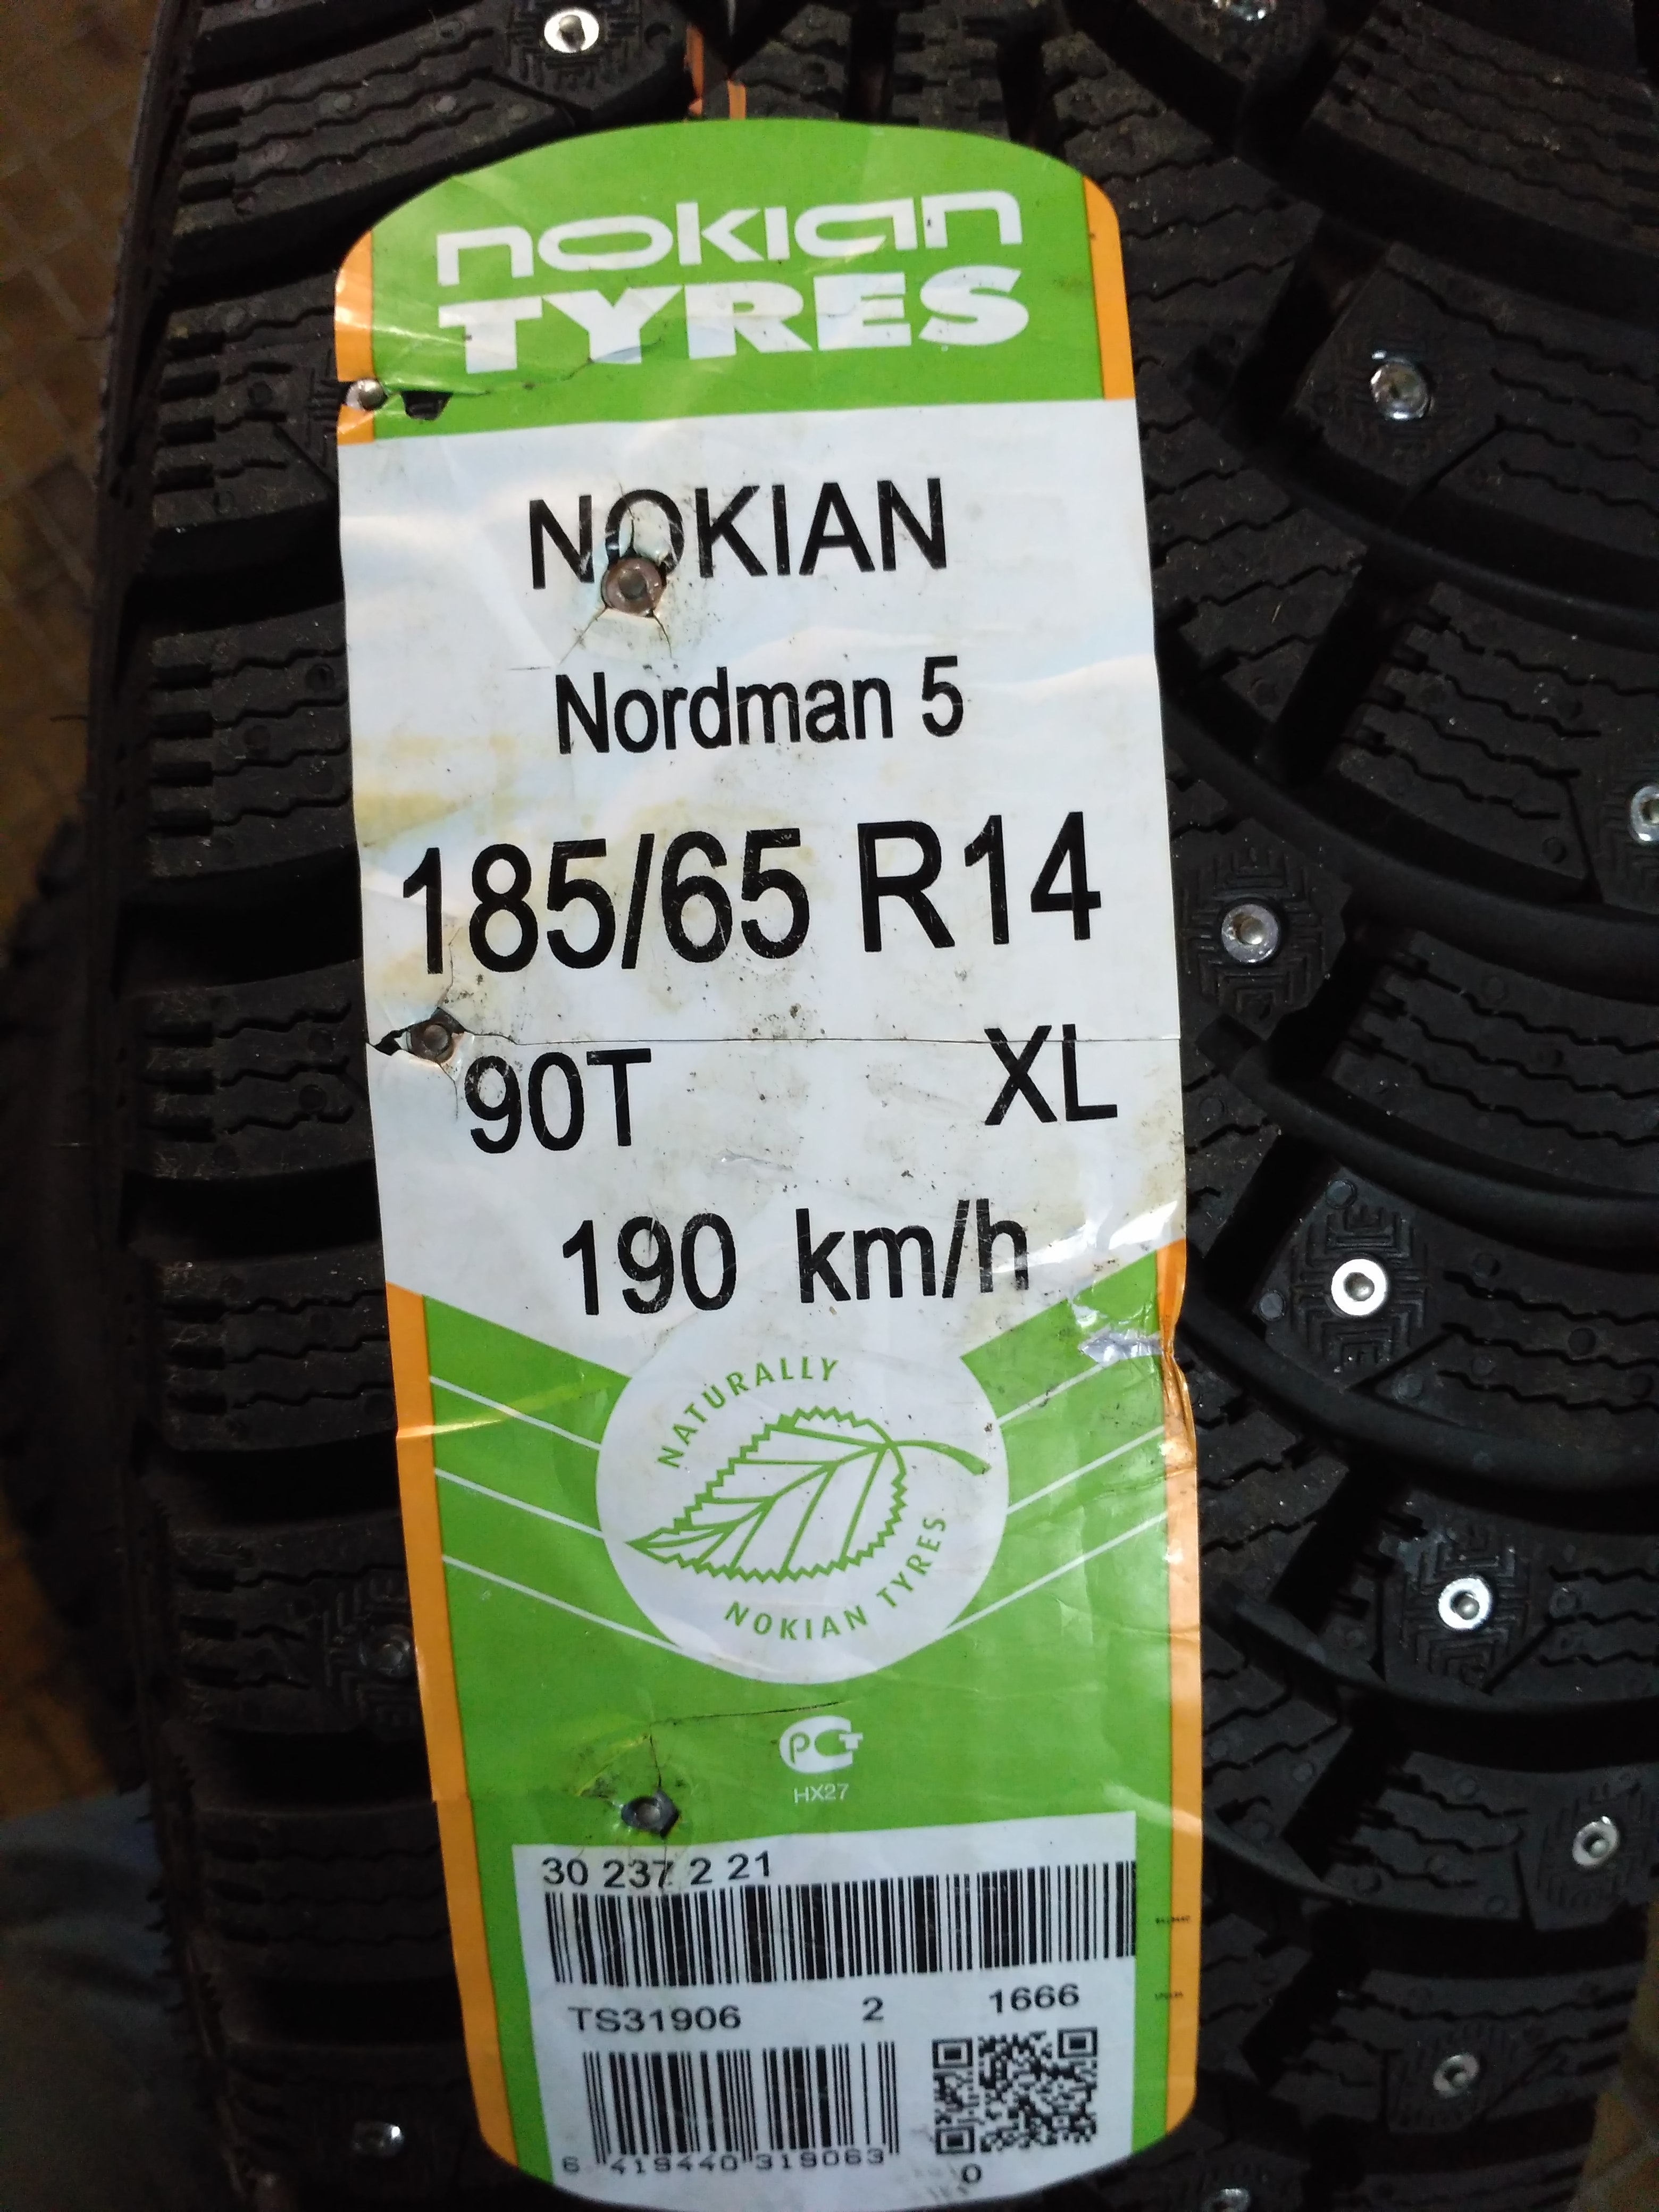 nokian
TYRES
NOKIAN
Nordman 5
185/65 R14
90T XL
190 km/h
NATURALLY
NOKIAN TYRES
РСТ
HX27
30 237 2 21
TS31906 2 1666
6 419440 319063
0